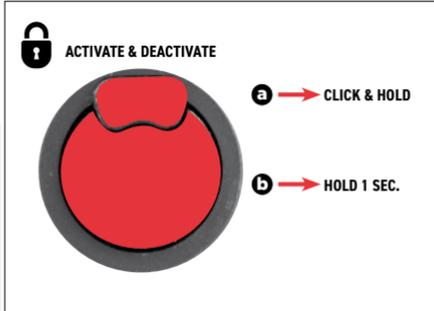 ACTIVATE & DEACTIVATE
a CLICK & HOLD
b HOLD 1 SEC.